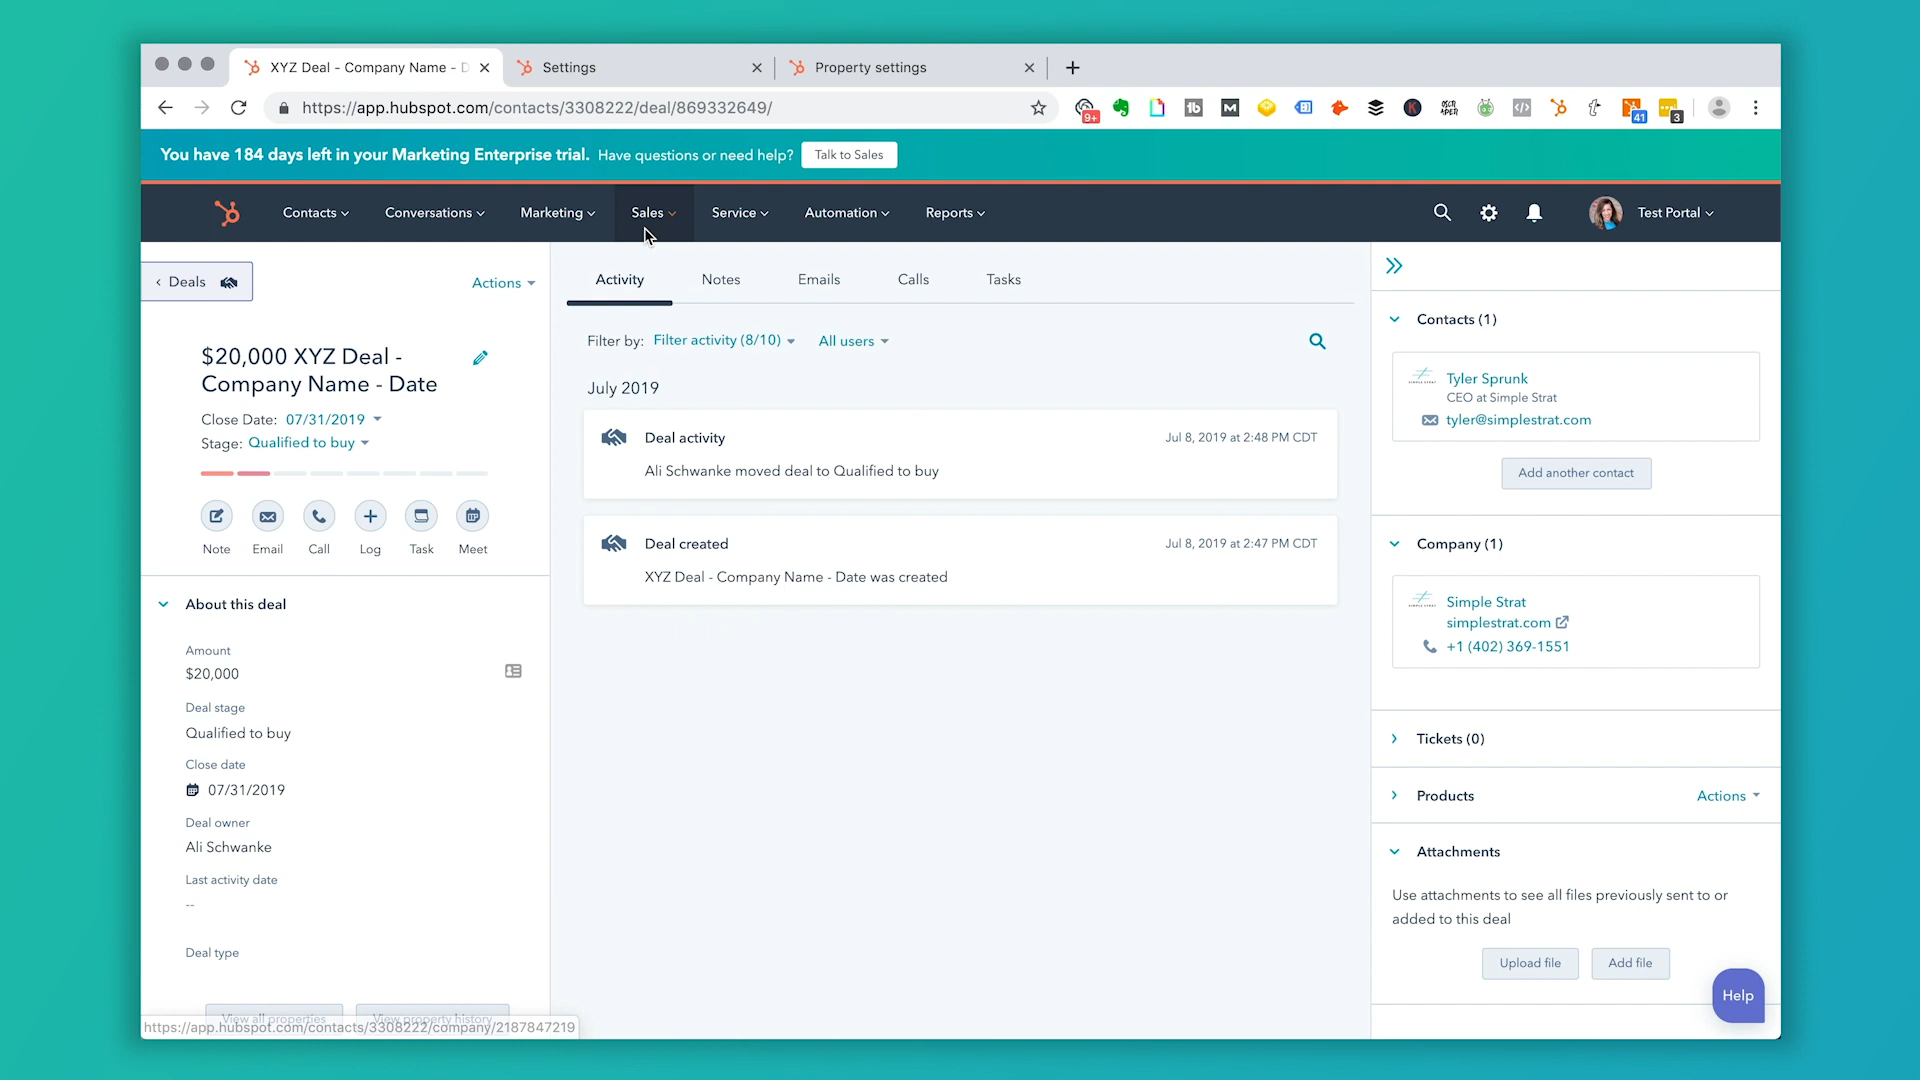 XYZ Deal - Company Name - D
Settings
Property settings
https://app.hubspot.com/contacts/3308222/deal/869332649/
9+
41
3
You have 184 days left in your Marketing Enterprise trial. Have questions or need help? Talk to Sales
Contacts
Conversations
Marketing
Sales
Service
Automation
Reports
Test Portal
Deals
Actions
$20,000 XYZ Deal -
Company Name - Date
Close Date: 07/31/2019
Stage: Qualified to buy
Note
Email
Call
Log
Task
Meet
About this deal
Amount
$20,000
Deal stage
Qualified to buy
Close date
07/31/2019
Deal owner
Ali Schwanke
Last activity date
--
Deal type
View all properties
View property history
https://app.hubspot.com/contacts/3308222/company/2187847219
Activity
Notes
Emails
Calls
Tasks
Filter by: Filter activity (8/10) All users
July 2019
Deal activity
Jul 8, 2019 at 2:48 PM CDT
Ali Schwanke moved deal to Qualified to buy
Deal created
Jul 8, 2019 at 2:47 PM CDT
XYZ Deal - Company Name - Date was created
Contacts (1)
Tyler Sprunk
CEO at Simple Strat
tyler@simplestrat.com
Add another contact
Company (1)
Simple Strat
simplestrat.com
+1 (402) 369-1551
Tickets (0)
Products
Actions
Attachments
Use attachments to see all files previously sent to or
added to this deal
Upload file
Add file
Help